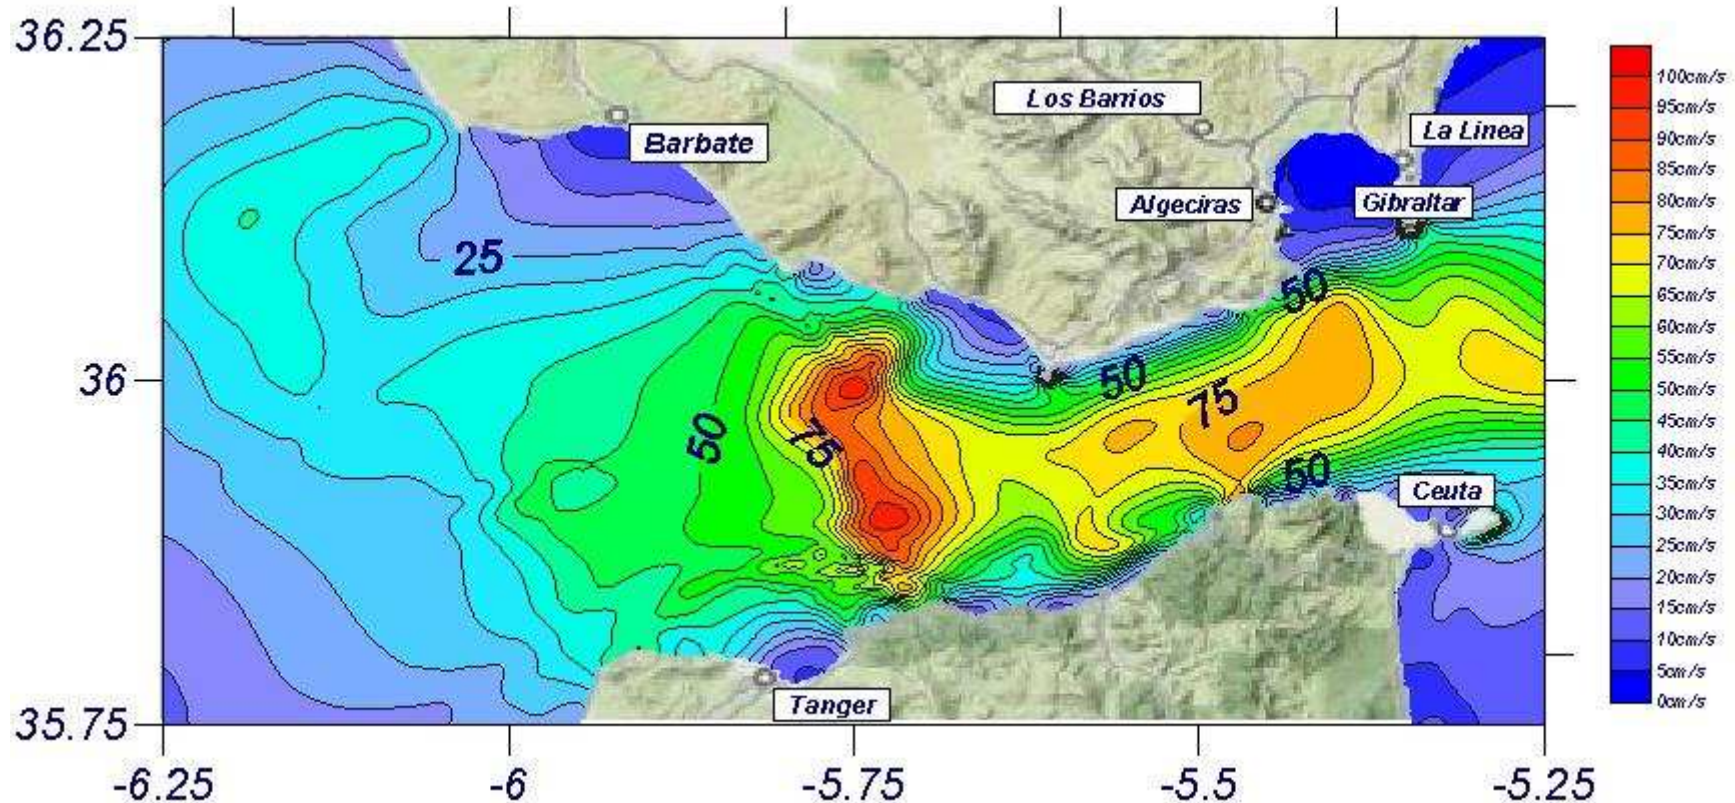 36.25
100cm/s
95cm/s
90cm/s
85cm/s
80cm/s
75cm/s
70cm/s
65cm/s
60cm/s
55cm/s
50cm/s
45cm/s
40cm/s
35cm/s
30cm/s
25cm/s
20cm/s
15cm/s
10cm/s
5cm/s
0cm/s
Los Barrios
La Linea
Barbate
Algeciras
Gibraltar
25
50
36
50
75
50
75
50
Ceuta
Tanger
35.75
-6.25
-6
-5.75
-5.5
-5.25